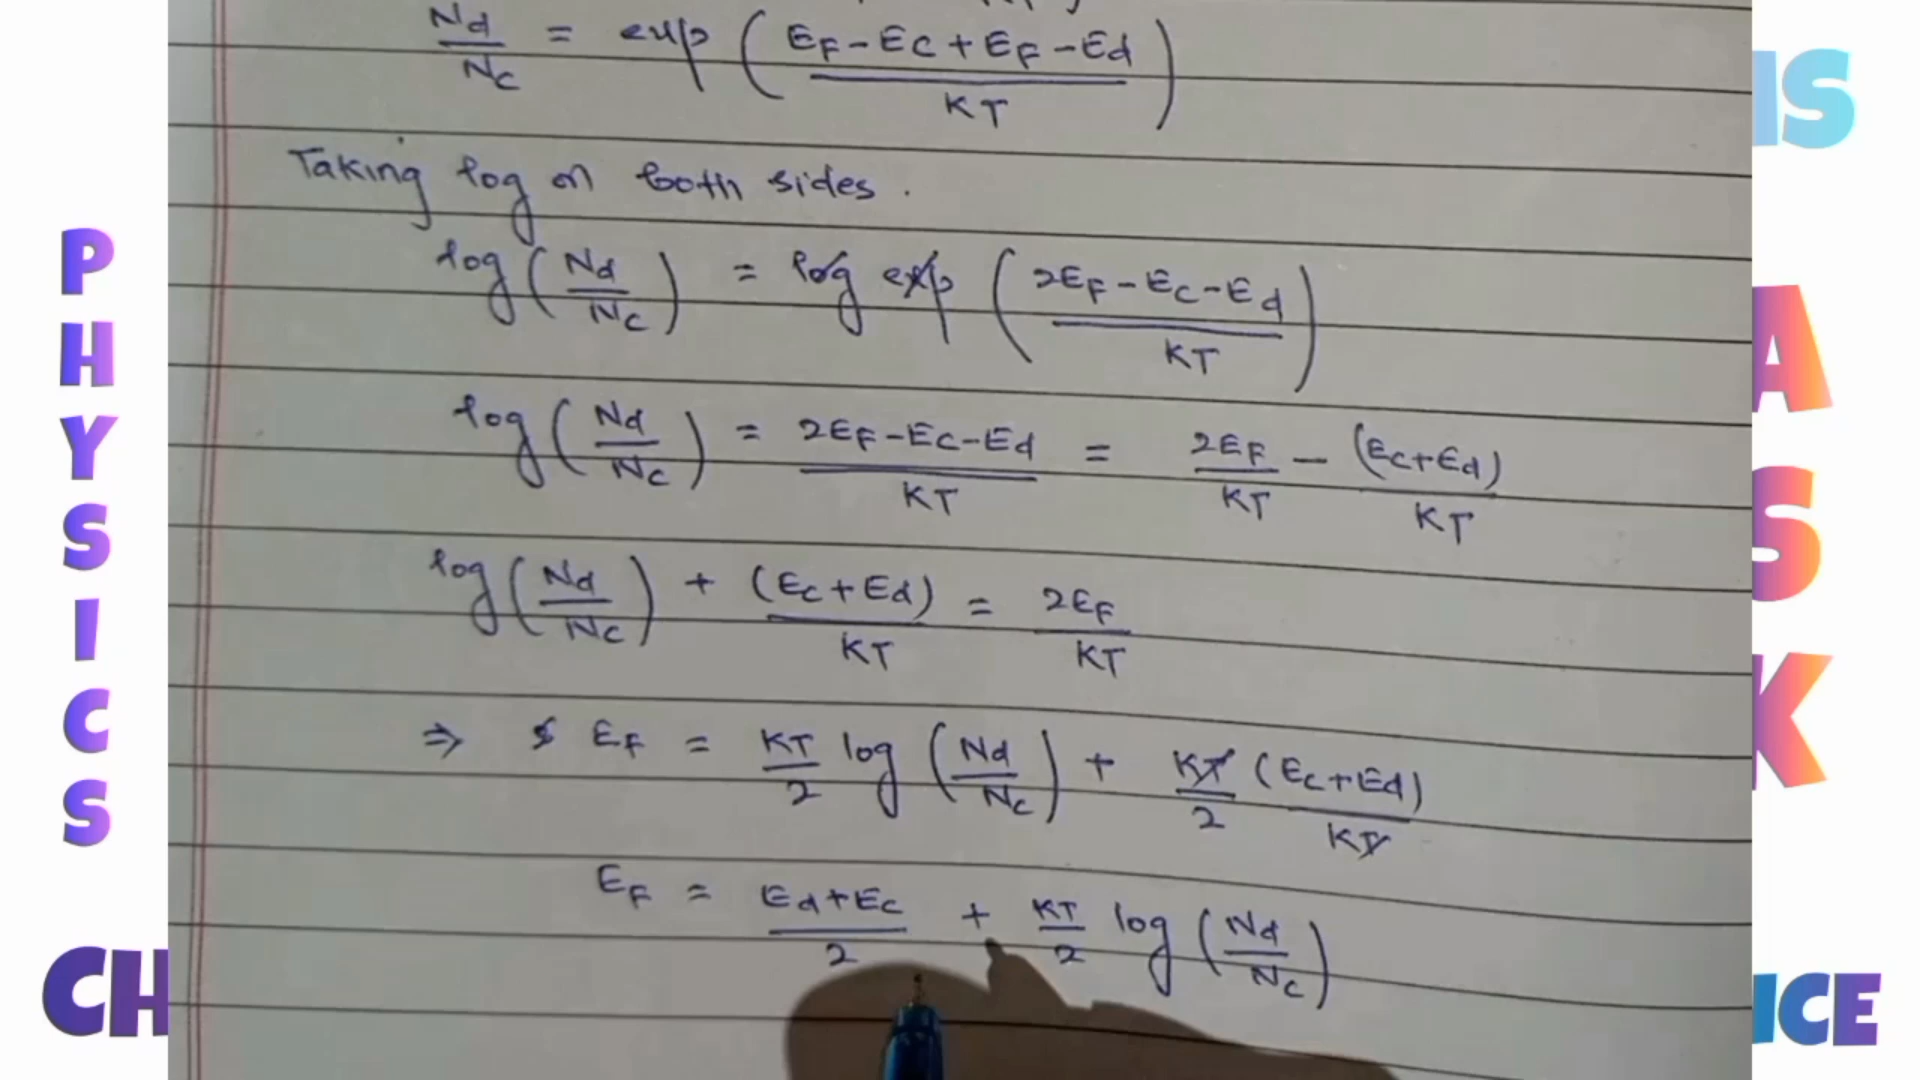 Nd/Nc = exp (EF-EC+EF-Ed / KT)
Taking log on both sides.
log (Nd/Nc) = log exp (2EF-EC-Ed / KT)
log (Nd/Nc) = 2EF-EC-Ed / KT = 2EF/KT - (EC+Ed)/KT
log (Nd/Nc) + (EC+Ed)/KT = 2EF/KT
⇒ EF = KT/2 log (Nd/Nc) + KT/2 (EC+Ed)/KT
EF = Ed+EC/2 + KT/2 log (Nd/Nc)
PHYSICS
CH
IS
ASK
ICE